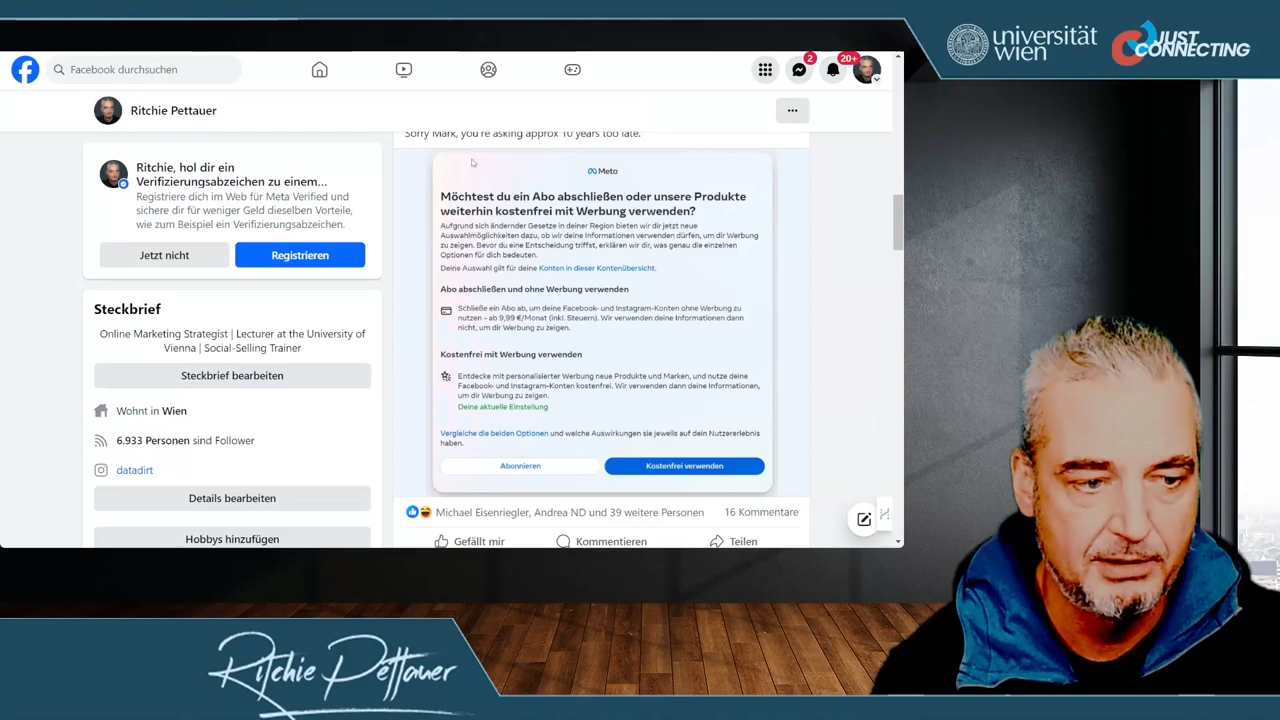 universität
wien
JUST
CONNECTING
Facebook durchsuchen
2
20+
Ritchie Pettauer
...
Sorry Mark, you're asking approx 10 years too late.
Ritchie, hol dir ein
Verifizierungsabzeichen zu einem...
Registriere dich im Web für Meta Verified und
sichere dir für weniger Geld dieselben Vorteile,
wie zum Beispiel ein Verifizierungsabzeichen.
Jetzt nicht
Registrieren
Steckbrief
Online Marketing Strategist | Lecturer at the University of
Vienna | Social-Selling Trainer
Steckbrief bearbeiten
Wohnt in Wien
6.933 Personen sind Follower
datadirt
Details bearbeiten
Hobbys hinzufügen
Meta
Möchtest du ein Abo abschließen oder unsere Produkte
weiterhin kostenfrei mit Werbung verwenden?
Aufgrund sich ändernder Gesetze in deiner Region bieten wir dir jetzt neue
Auswahlmöglichkeiten dazu, ob wir deine Informationen verwenden dürfen, um dir Werbung
zu zeigen. Bevor du eine Entscheidung triffst, erklären wir dir, was genau die einzelnen
Optionen für dich bedeuten.
Deine Auswahl gilt für deine Konten in dieser Kontenübersicht.
Abo abschließen und ohne Werbung verwenden
Schließe ein Abo ab, um deine Facebook- und Instagram-Konten ohne Werbung zu
nutzen – ab 9,99 €/Monat (inkl. Steuern). Wir verwenden deine Informationen dann
nicht, um dir Werbung zu zeigen.
Kostenfrei mit Werbung verwenden
Entdecke mit personalisierter Werbung neue Produkte und Marken, und nutze deine
Facebook- und Instagram-Konten kostenfrei. Wir verwenden dann deine Informationen,
um dir Werbung zu zeigen.
Deine aktuelle Einstellung
Vergleiche die beiden Optionen und welche Auswirkungen sie jeweils auf dein Nutzererlebnis
haben.
Abonnieren
Kostenfrei verwenden
Michael Eisenriegler, Andrea ND und 39 weitere Personen
16 Kommentare
Gefällt mir
Kommentieren
Teilen
Ritchie Pettauer